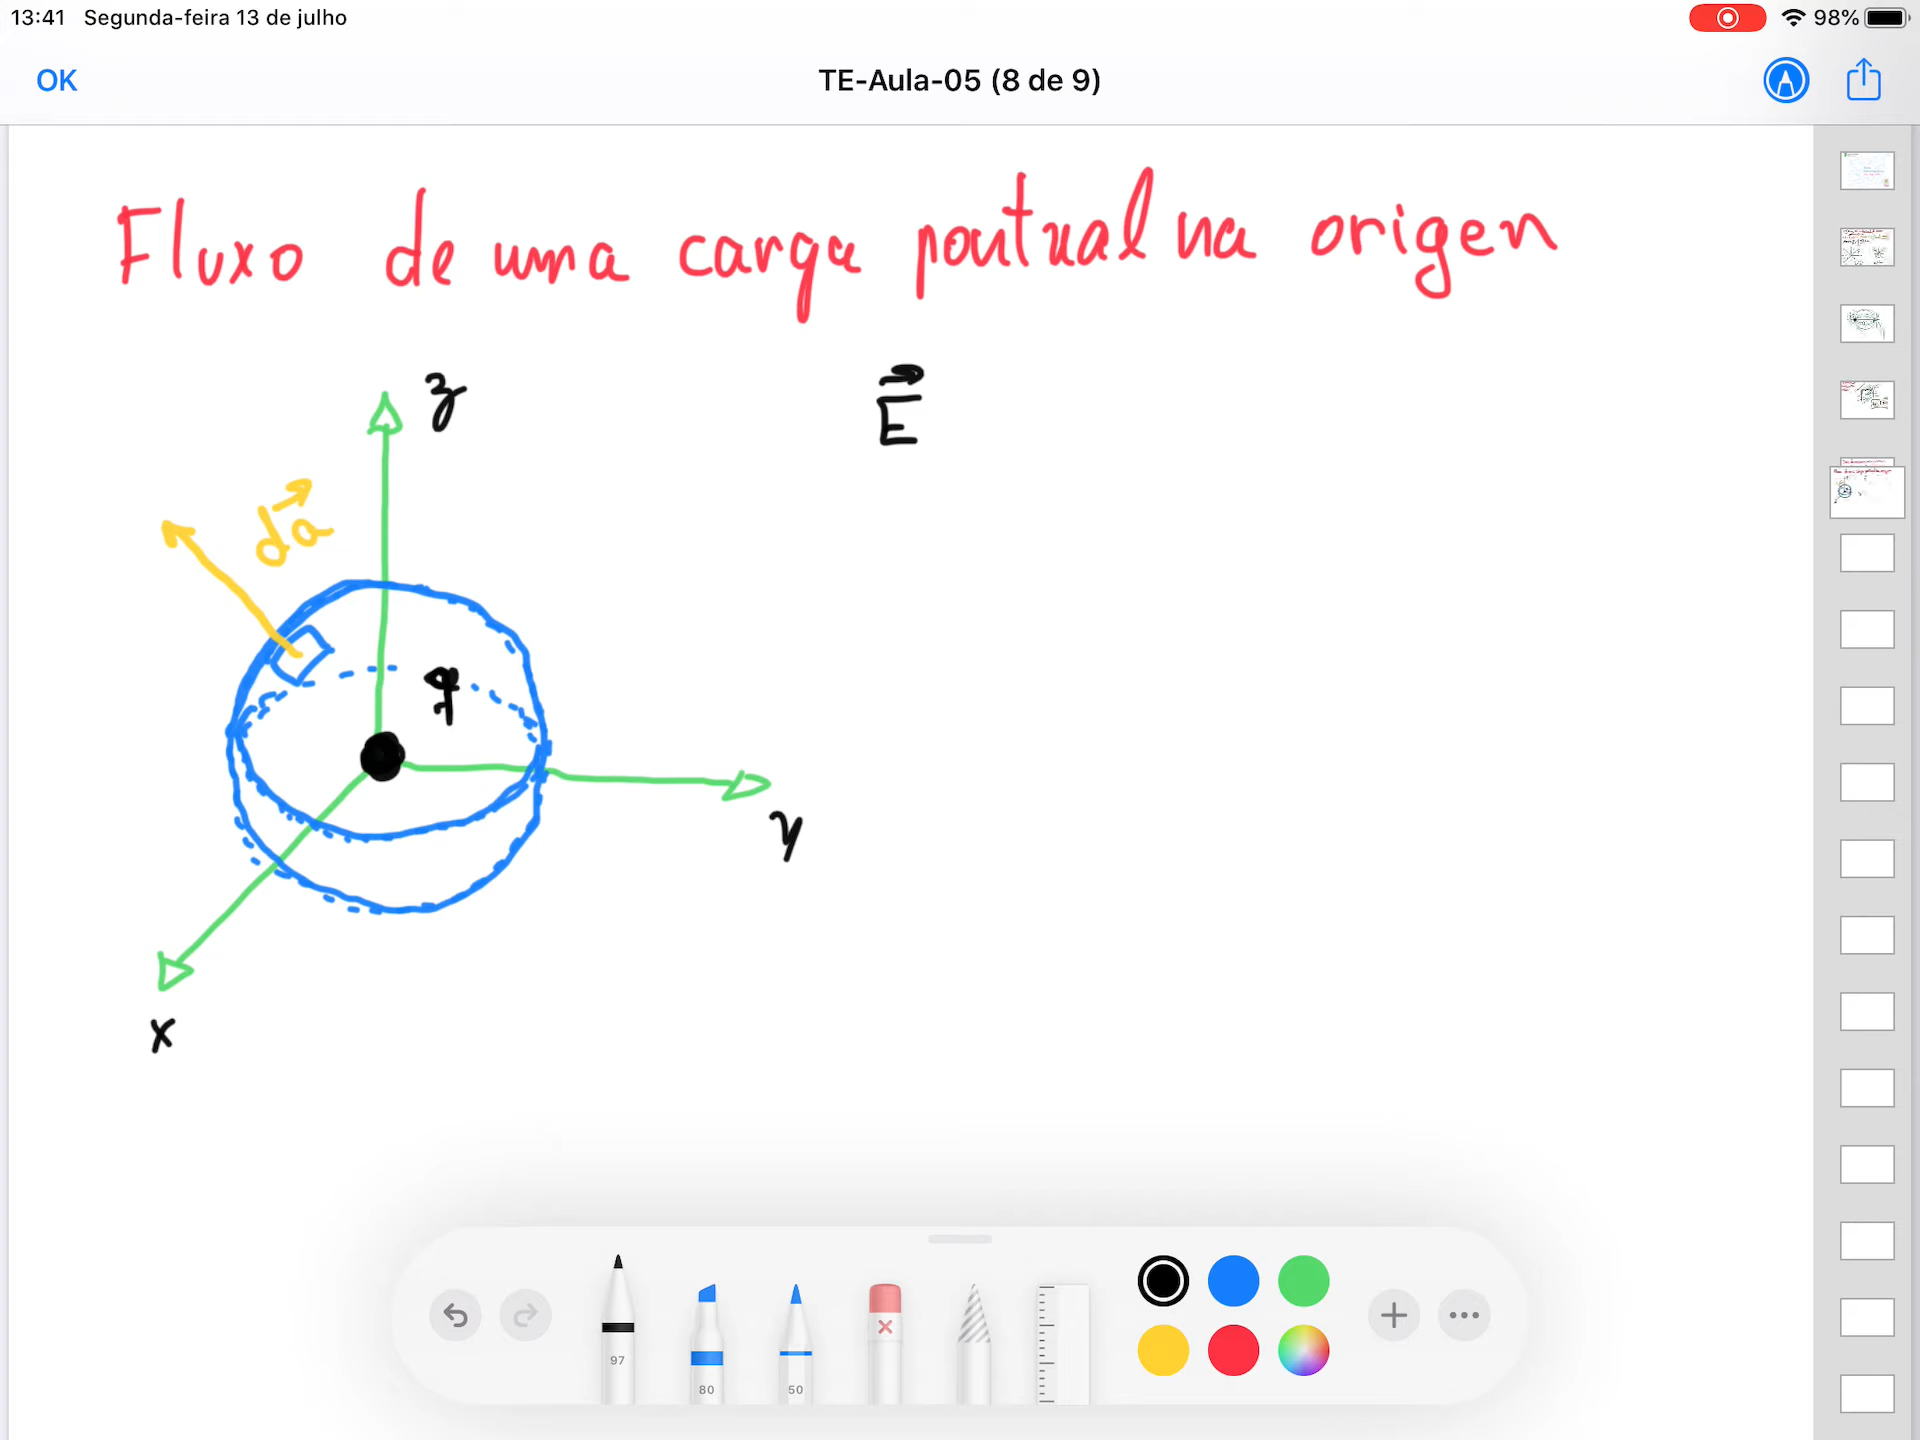 13:41 Segunda-feira 13 de julho 98%
OK TE-Aula-05 (8 de 9)
Fluxo de uma carga pontual na origen
z
E
da
q
y
x
97 80 50